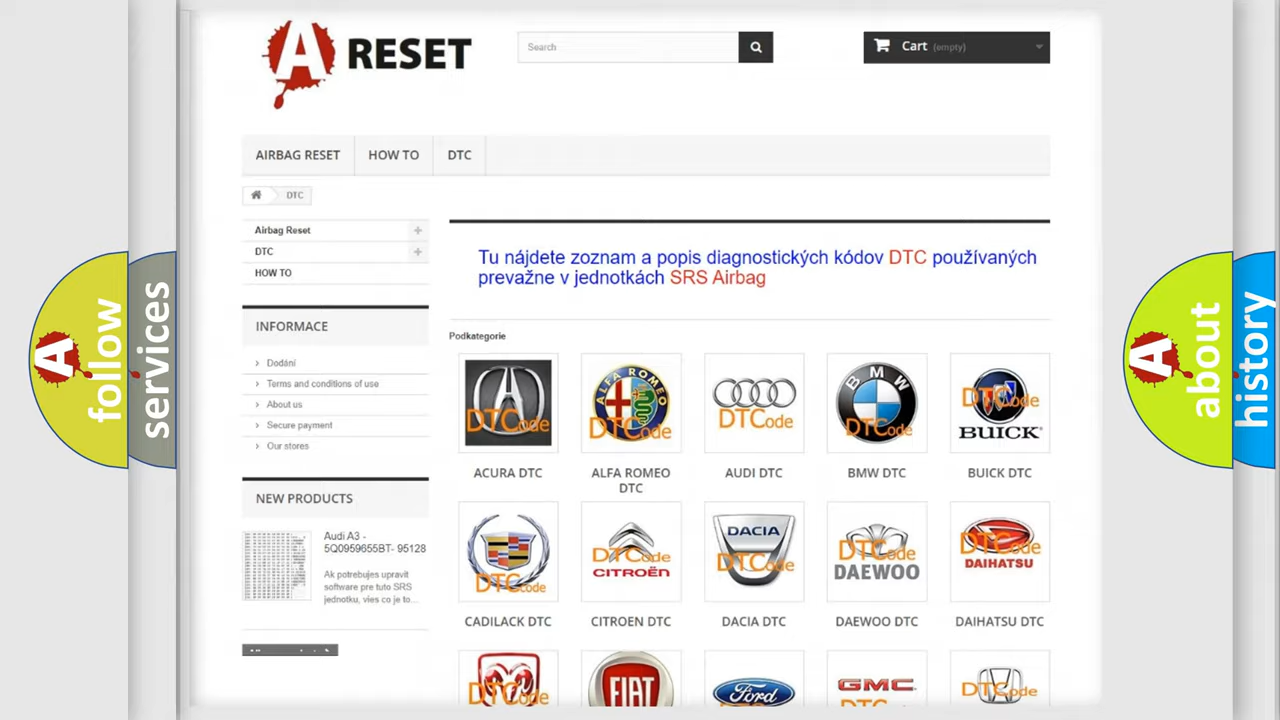 A RESET
Search
Cart (empty)
AIRBAG RESET
HOW TO
DTC
DTC
Airbag Reset
DTC
HOW TO
INFORMACE
Dodání
Terms and conditions of use
About us
Secure payment
Our stores
NEW PRODUCTS
Audi A3 -
5Q0959655BT- 95128
Ak potrebujes upravit
software pre tuto SRS
jednotku, vies co je to...
Tu nájdete zoznam a popis diagnostických kódov DTC používaných
prevažne v jednotkách SRS Airbag
Podkategorie
DTCode
ALFA ROMEO
DTCode
DTCode
BMW
DTCode
DTCode
BUICK
ACURA DTC
ALFA ROMEO
DTC
AUDI DTC
BMW DTC
BUICK DTC
DTCode
DTCode
CITROËN
DACIA
DTCode
DTCode
DAEWOO
DTCode
DAIHATSU
CADILACK DTC
CITROEN DTC
DACIA DTC
DAEWOO DTC
DAIHATSU DTC
DTCode
FIAT
Ford
GMC
DTCode
A follow
services
A about
history